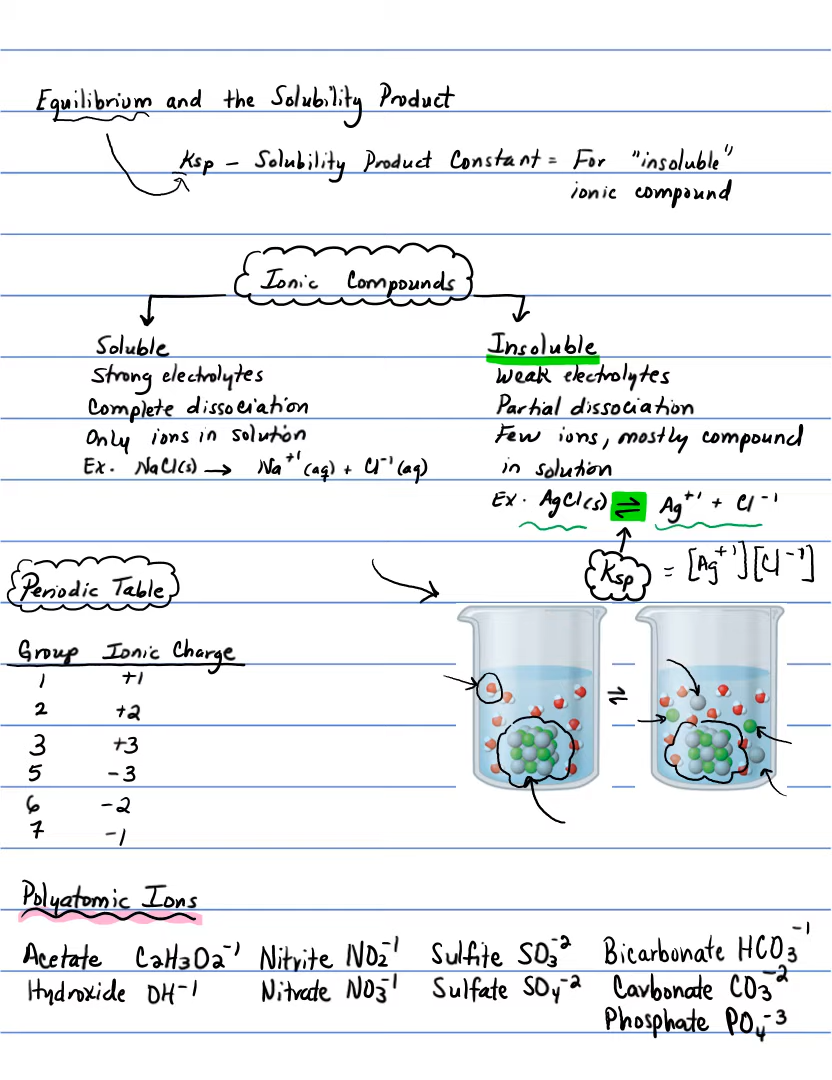 Equilibrium and the Solubility Product
Ksp – Solubility Product Constant = For "insoluble"
ionic compound
Ionic Compounds
Soluble
Strong electrolytes
Complete dissociation
Only ions in solution
Ex. NaCl(s) → Na⁺¹(aq) + Cl⁻¹(aq)
Insoluble
Weak electrolytes
Partial dissociation
Few ions, mostly compound
in solution
Ex. AgCl(s) ⇌ Ag⁺¹ + Cl⁻¹
Ksp = [Ag⁺¹][Cl⁻¹]
⇌
Periodic Table
Group Ionic Charge
1 +1
2 +2
3 +3
5 -3
6 -2
7 -1
Polyatomic Ions
Acetate C₂H₃O₂⁻¹ Nitrite NO₂⁻¹ Sulfite SO₃⁻² Bicarbonate HCO₃⁻¹
Hydroxide OH⁻¹ Nitrate NO₃⁻¹ Sulfate SO₄⁻² Carbonate CO₃⁻²
Phosphate PO₄⁻³